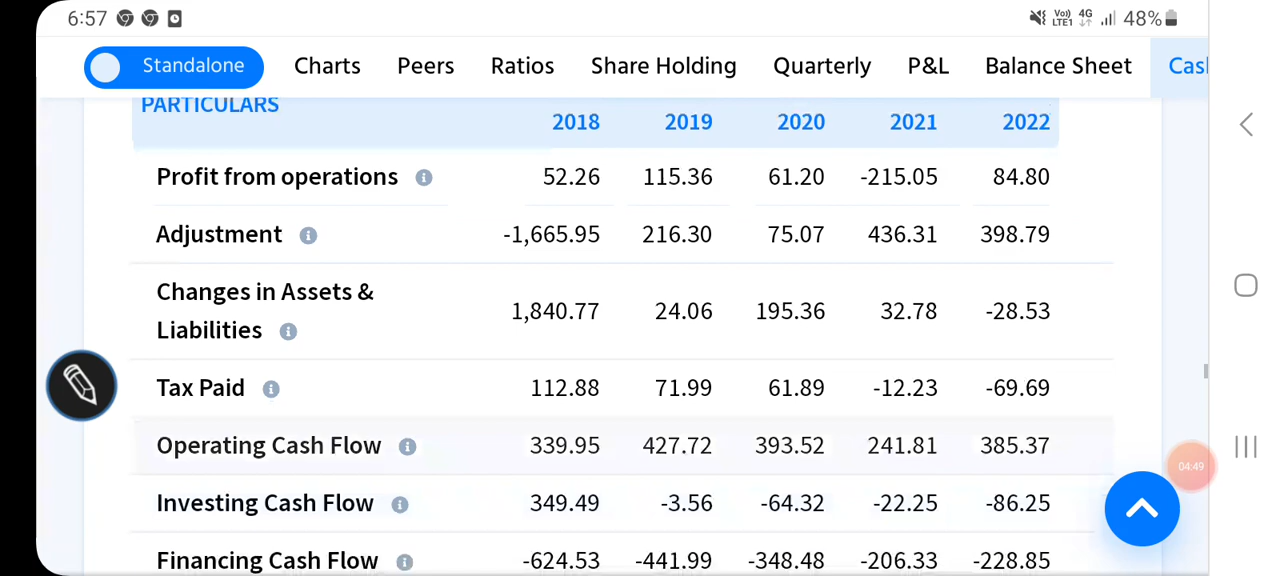 6:57 Vo)) LTE1 4G 48%
Standalone Charts Peers Ratios Share Holding Quarterly P&L Balance Sheet Cas
PARTICULARS
2018 2019 2020 2021 2022
Profit from operations 52.26 115.36 61.20 -215.05 84.80
Adjustment -1,665.95 216.30 75.07 436.31 398.79
Changes in Assets &
Liabilities 1,840.77 24.06 195.36 32.78 -28.53
Tax Paid 112.88 71.99 61.89 -12.23 -69.69
Operating Cash Flow 339.95 427.72 393.52 241.81 385.37
04:49
Investing Cash Flow 349.49 -3.56 -64.32 -22.25 -86.25
Financing Cash Flow -624.53 -441.99 -348.48 -206.33 -228.85